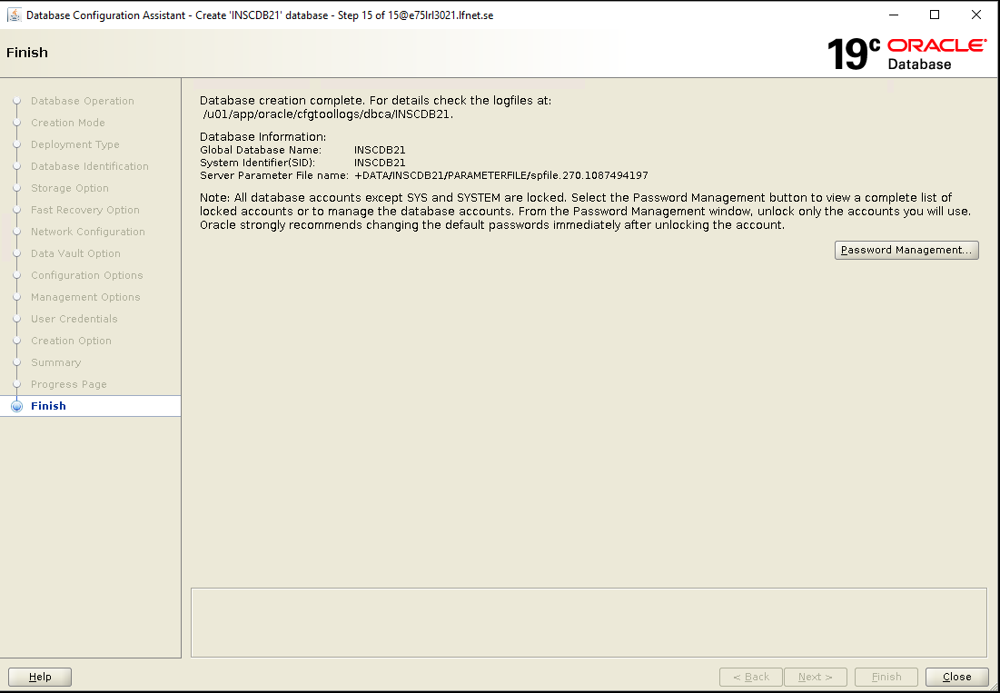 Database Configuration Assistant - Create 'INSCDB21' database - Step 15 of 15@e75lrl3021.lfnet.se
Finish
19c ORACLE
Database
Database Operation
Creation Mode
Deployment Type
Database Identification
Storage Option
Fast Recovery Option
Network Configuration
Data Vault Option
Configuration Options
Management Options
User Credentials
Creation Option
Summary
Progress Page
Finish
Database creation complete. For details check the logfiles at:
/u01/app/oracle/cfgtoollogs/dbca/INSCDB21.
Database Information:
Global Database Name: INSCDB21
System Identifier(SID): INSCDB21
Server Parameter File name: +DATA/INSCDB21/PARAMETERFILE/spfile.270.1087494197
Note: All database accounts except SYS and SYSTEM are locked. Select the Password Management button to view a complete list of
locked accounts or to manage the database accounts. From the Password Management window, unlock only the accounts you will use.
Oracle strongly recommends changing the default passwords immediately after unlocking the account.
Password Management...
Help
< Back
Next >
Finish
Close